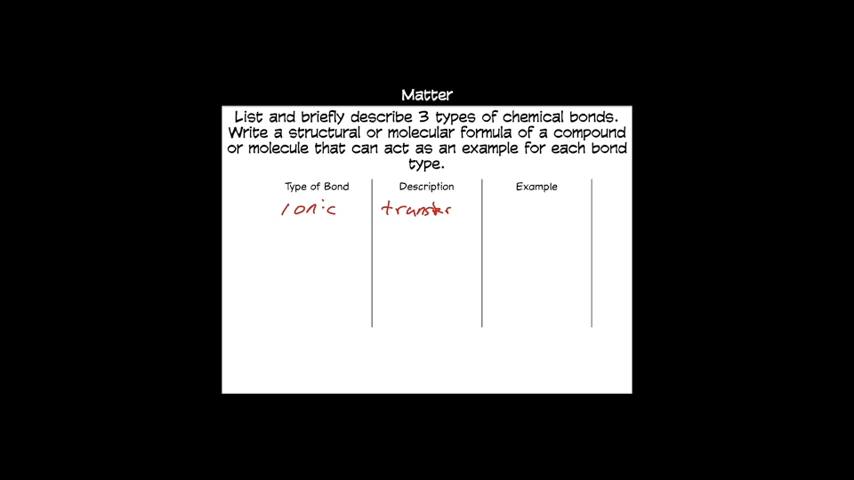 Matter
List and briefly describe 3 types of chemical bonds.
Write a structural or molecular formula of a compound
or molecule that can act as an example for each bond
type.
Type of Bond Description Example
Ionic transfer